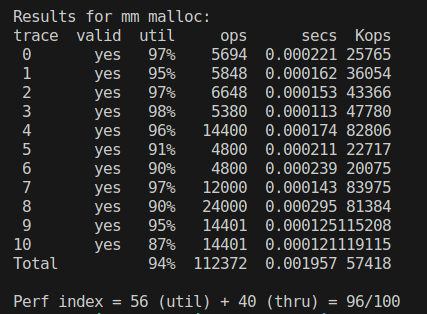 Results for mm malloc:
trace  valid  util     ops      secs  Kops
 0       yes   97%    5694  0.000221 25765
 1       yes   95%    5848  0.000162 36054
 2       yes   97%    6648  0.000153 43366
 3       yes   98%    5380  0.000113 47780
 4       yes   96%   14400  0.000174 82806
 5       yes   91%    4800  0.000211 22717
 6       yes   90%    4800  0.000239 20075
 7       yes   97%   12000  0.000143 83975
 8       yes   90%   24000  0.000295 81384
 9       yes   95%   14401  0.000125115208
10       yes   87%   14401  0.000121119115
Total          94%  112372  0.001957 57418
Perf index = 56 (util) + 40 (thru) = 96/100